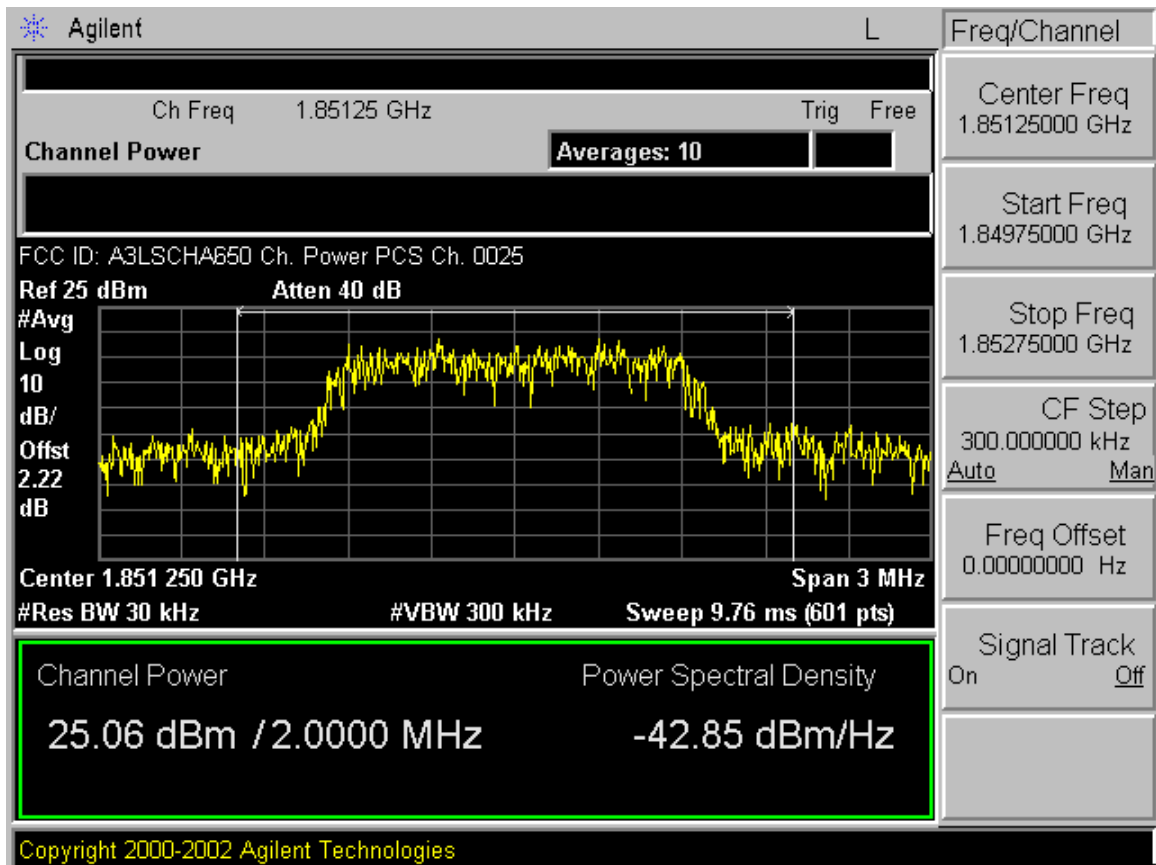 Agilent L Freq/Channel
Ch Freq 1.85125 GHz Trig Free
Channel Power Averages: 10
FCC ID: A3LSCHA650 Ch. Power PCS Ch. 0025
Ref 25 dBm Atten 40 dB
#Avg
Log
10
dB/
Offst
2.22
dB
Center 1.851 250 GHz Span 3 MHz
#Res BW 30 kHz #VBW 300 kHz Sweep 9.76 ms (601 pts)
Channel Power Power Spectral Density
25.06 dBm / 2.0000 MHz -42.85 dBm/Hz
Center Freq
1.85125000 GHz
Start Freq
1.84975000 GHz
Stop Freq
1.85275000 GHz
CF Step
300.000000 kHz
Auto Man
Freq Offset
0.00000000 Hz
Signal Track
On Off
Copyright 2000-2002 Agilent Technologies